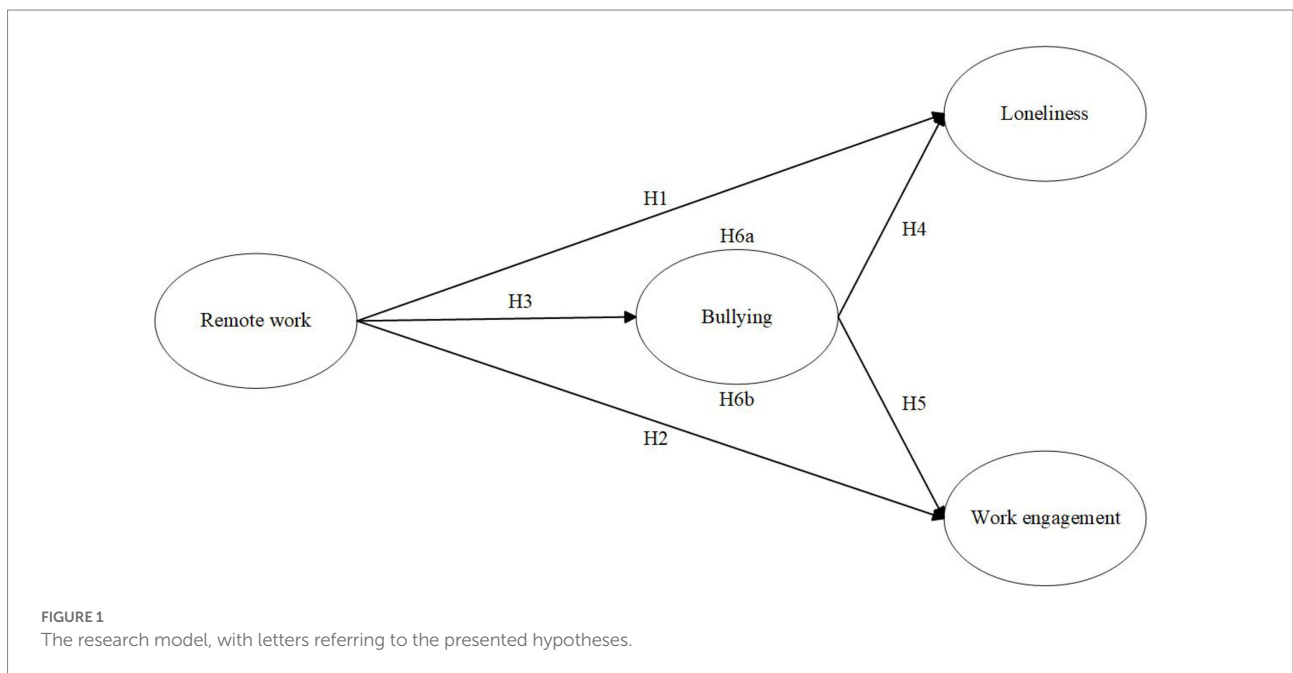 Loneliness
H1
H4
H6a
Remote work
H3
Bullying
H6b
H5
H2
Work engagement
FIGURE 1
The research model, with letters referring to the presented hypotheses.